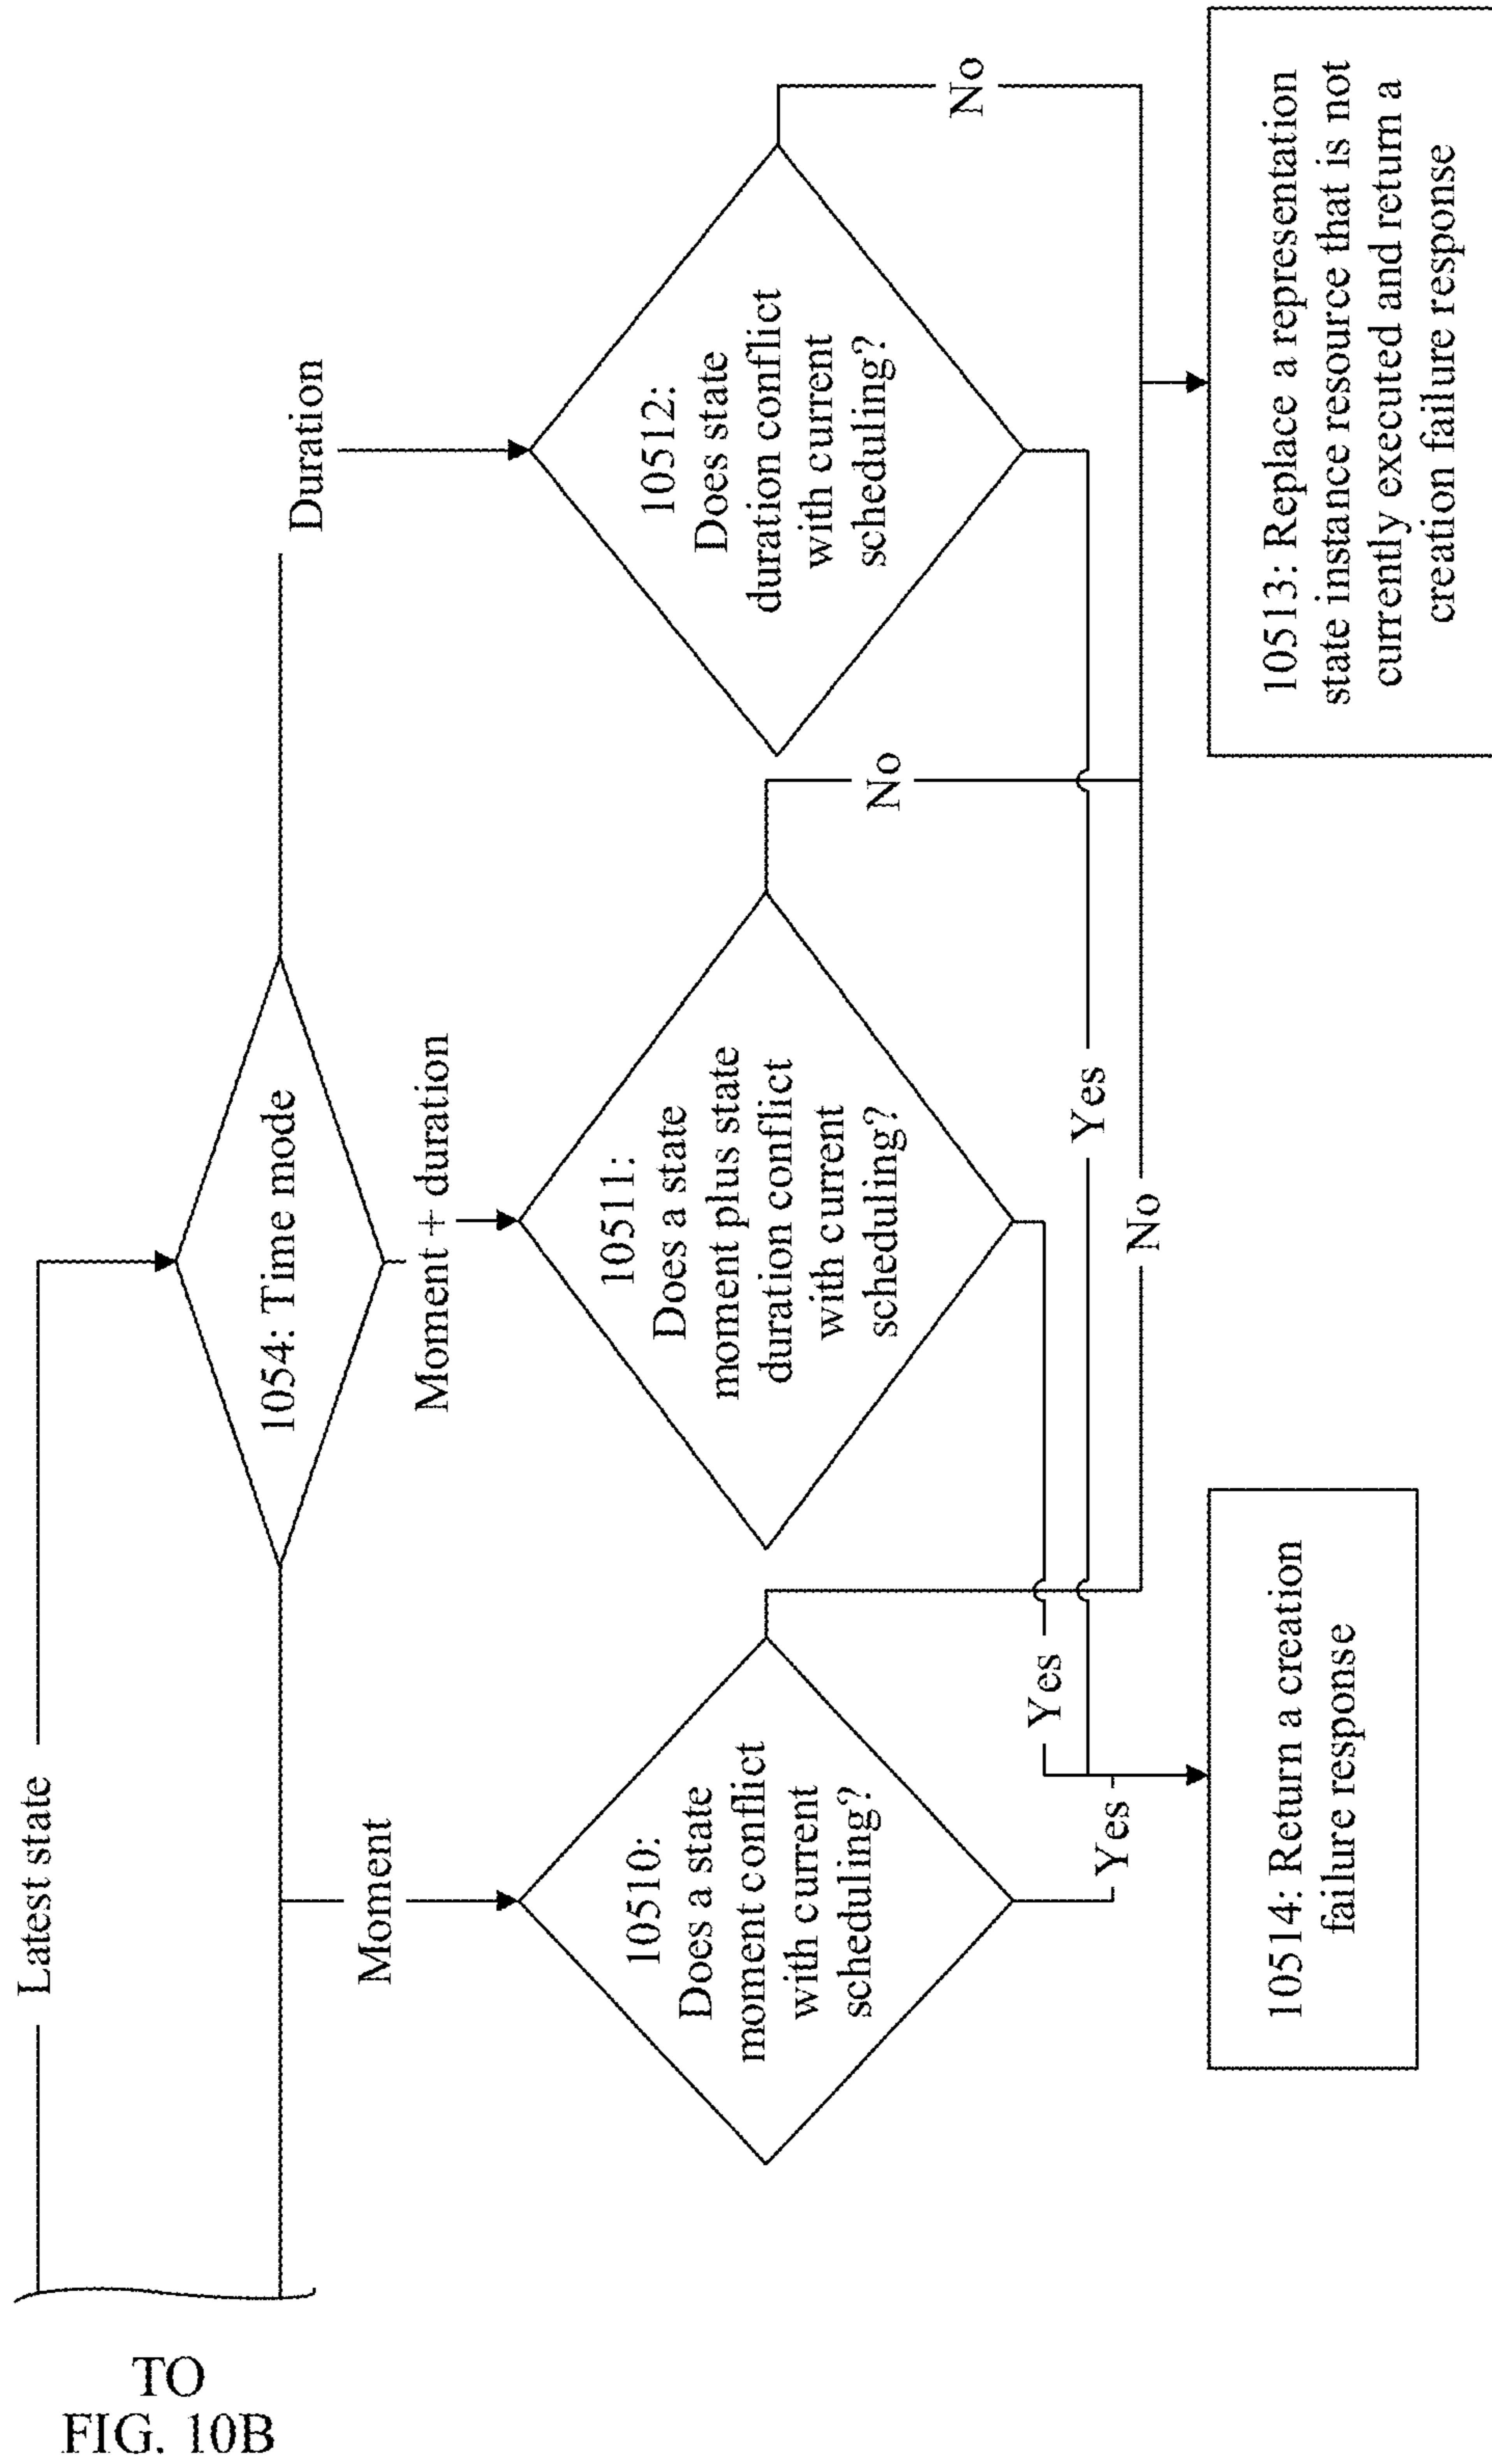 TO
FIG. 10B
Latest state
1054: Time mode
Moment
Moment + duration
Duration
10510:
Does a state
moment conflict
with current
scheduling?
10511:
Does a state
moment plus state
duration conflict
with current
scheduling?
10512:
Does state
duration conflict
with current
scheduling?
Yes
Yes
Yes
No
No
No
10514: Return a creation
failure response
10513: Replace a representation
state instance resource that is not
currently executed and return a
creation failure response